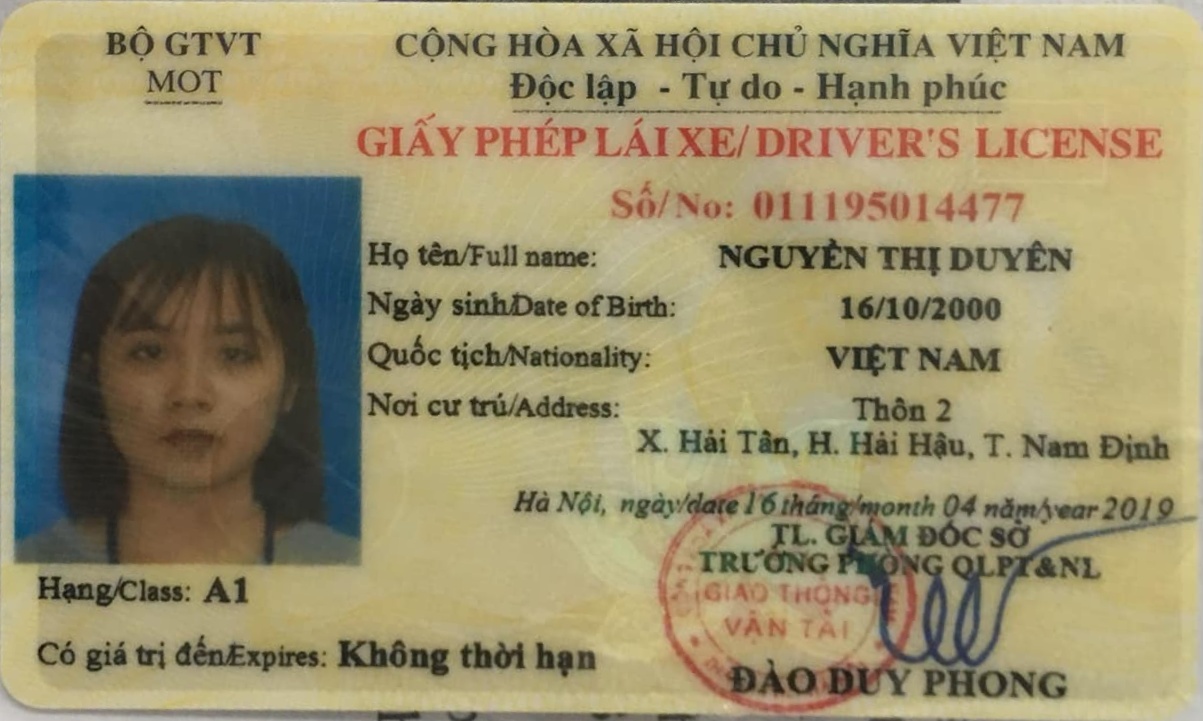 BỘ GTVT
MOT
CỘNG HÒA XÃ HỘI CHỦ NGHĨA VIỆT NAM
Độc lập - Tự do - Hạnh phúc
GIẤY PHÉP LÁI XE/ DRIVER'S LICENSE
Số/ No: 011195014477
Họ tên/Full name: NGUYỄN THỊ DUYÊN
Ngày sinh/Date of Birth: 16/10/2000
Quốc tịch/Nationality: VIỆT NAM
Nơi cư trú/Address: Thôn 2
X. Hải Tân, H. Hải Hậu, T. Nam Định
Hà Nội, ngày/date 16 tháng/month 04 năm/year 2019
TL. GIÁM ĐỐC SỞ
TRƯỞNG PHÒNG QLPT&NL
GIAO THÔNG
VẬN TẢI
ĐÀO DUY PHONG
Hạng/Class: A1
Có giá trị đến/Expires: Không thời hạn